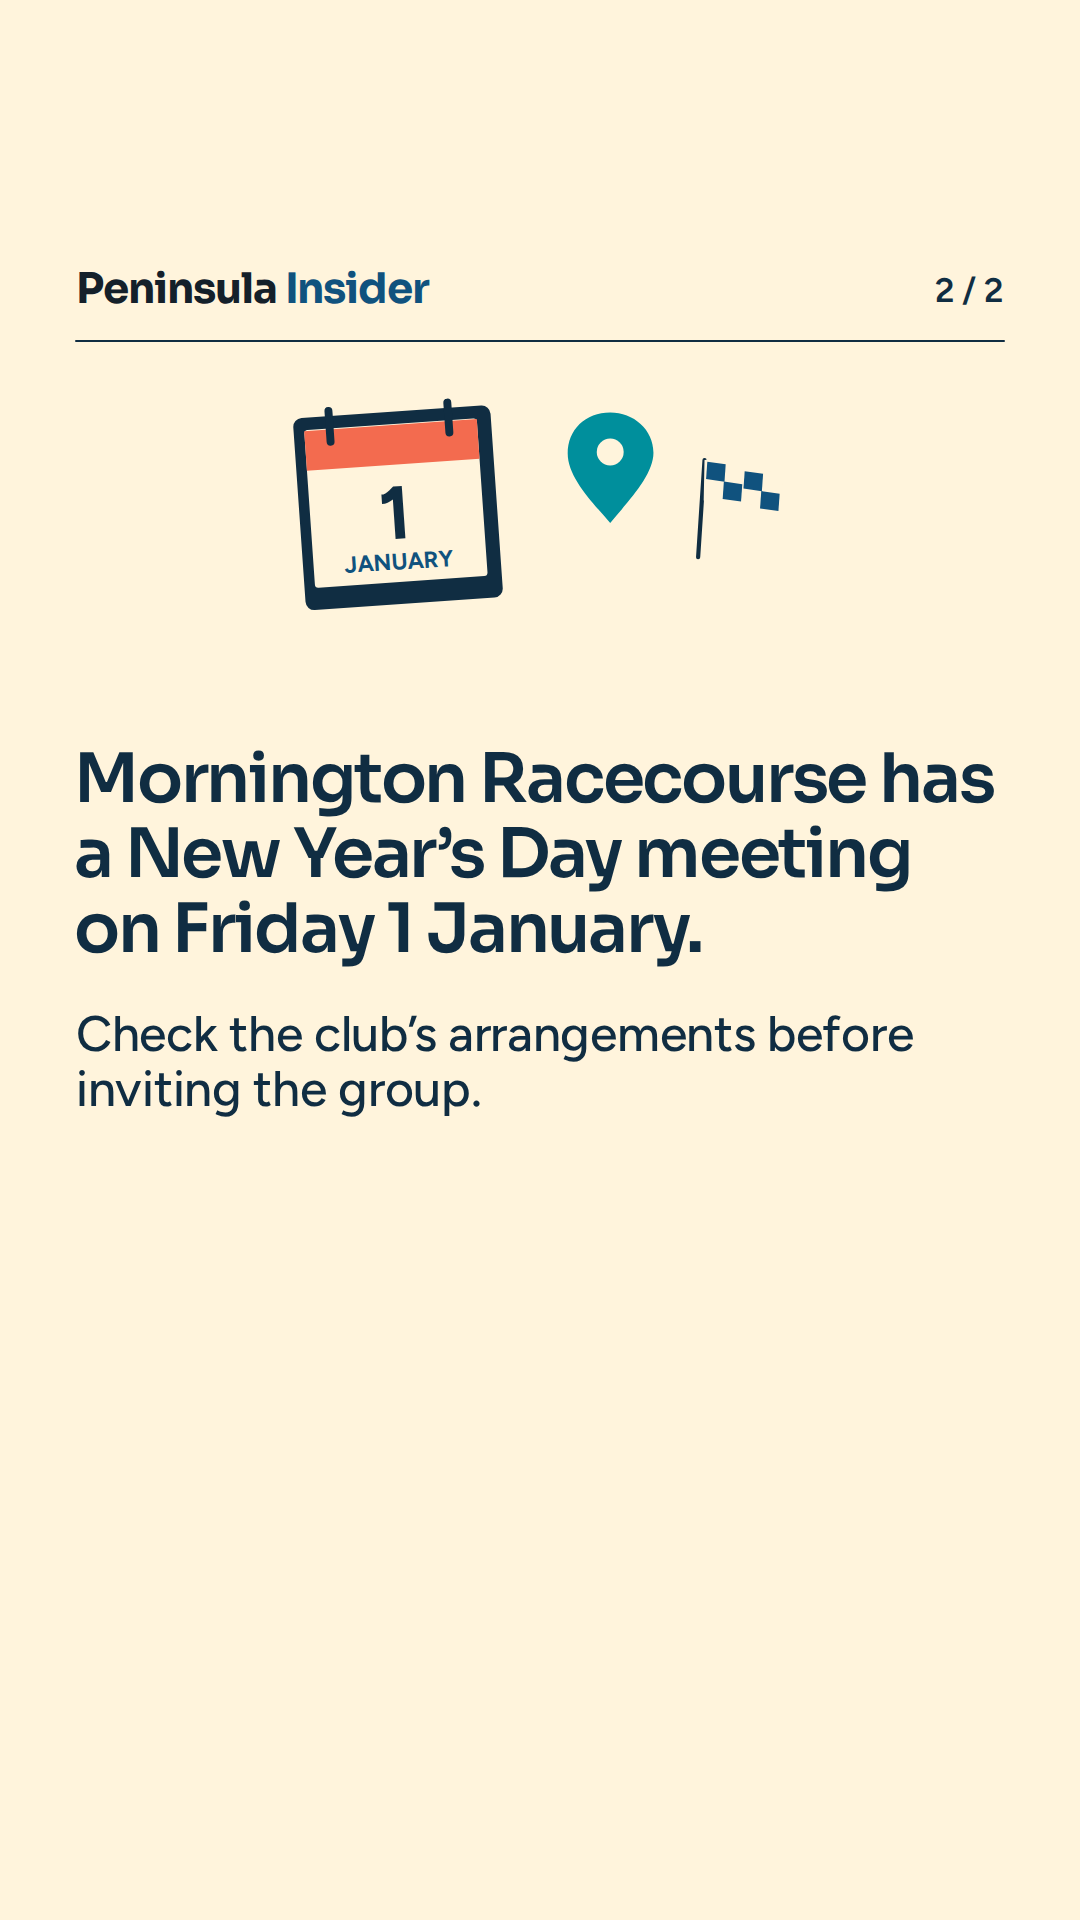 Peninsula Insider
2 / 2
1
JANUARY
Mornington Racecourse has
a New Year’s Day meeting
on Friday 1 January.
Check the club’s arrangements before
inviting the group.